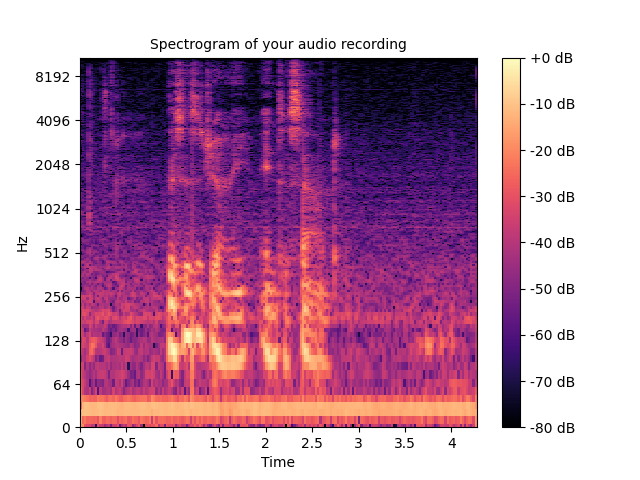 Spectrogram of your audio recording
8192
4096
2048
1024
512
256
128
64
0
Hz
0 0.5 1 1.5 2 2.5 3 3.5 4
Time
+0 dB
-10 dB
-20 dB
-30 dB
-40 dB
-50 dB
-60 dB
-70 dB
-80 dB